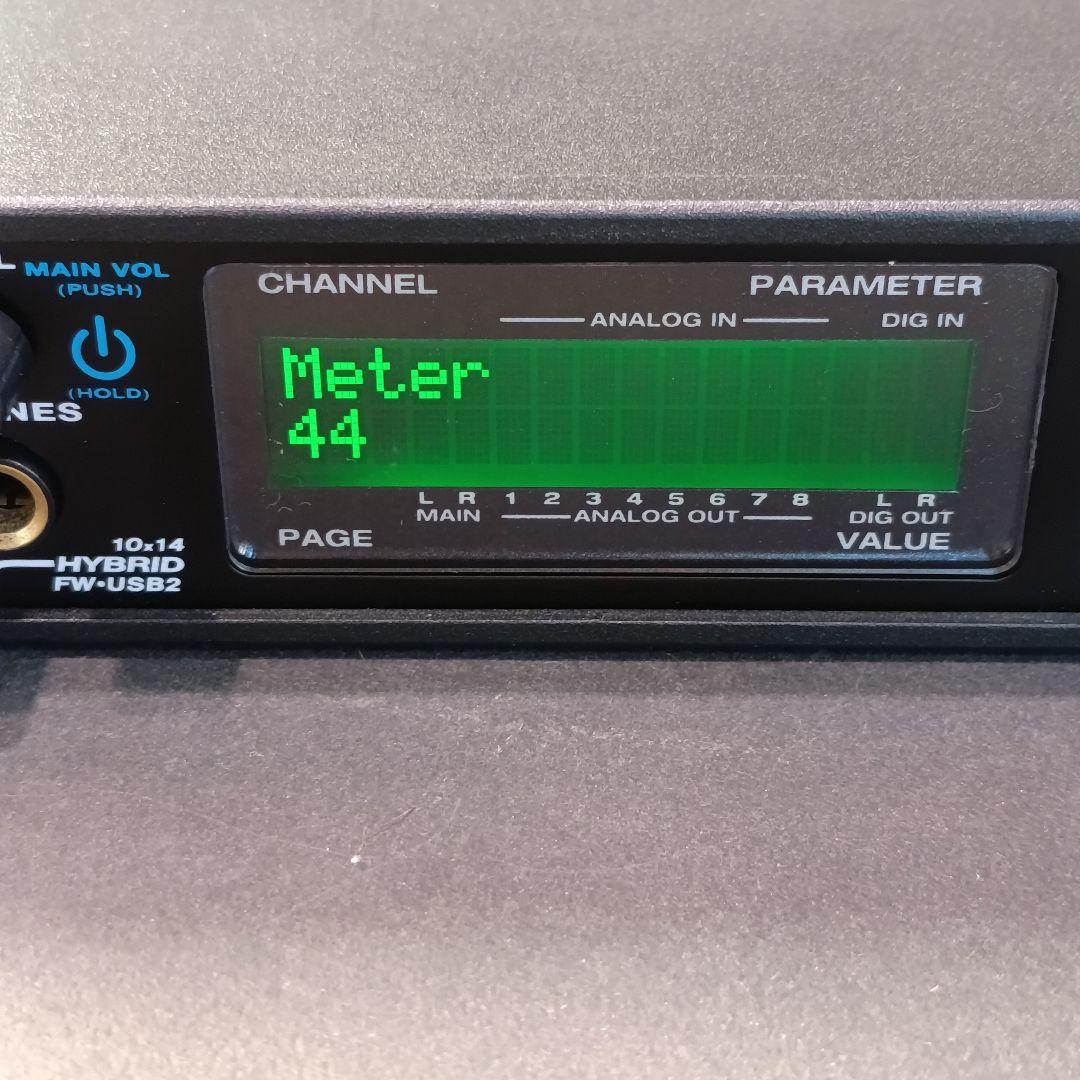 MAIN VOL
(PUSH)
(HOLD)
NES
10x14
HYBRID
FW•USB2
CHANNEL
PARAMETER
ANALOG IN
DIG IN
Meter
44
L R 1 2 3 4 5 6 7 8 L R
MAIN ANALOG OUT DIG OUT
PAGE
VALUE